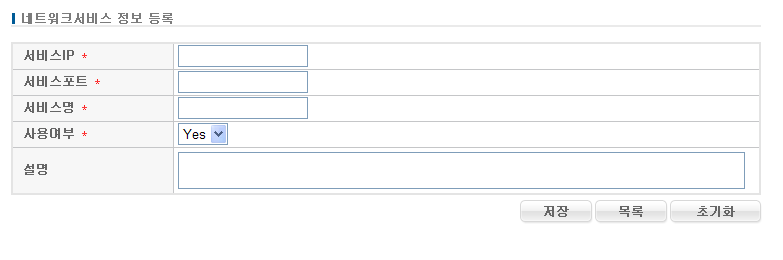 네트워크서비스 정보 등록
서비스IP *
서비스포트 *
서비스명 *
사용여부 * Yes
설명
저장 목록 초기화